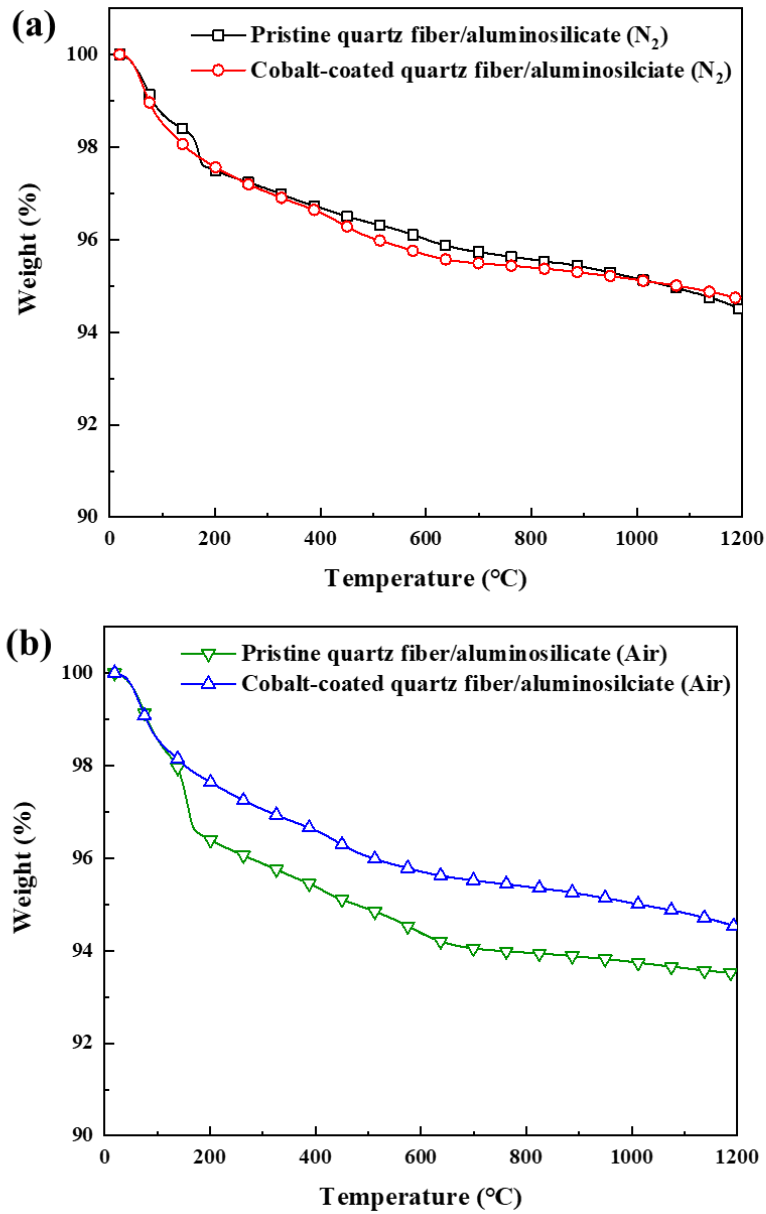 (a)
Pristine quartz fiber/aluminosilicate (N₂)
Cobalt-coated quartz fiber/aluminosilciate (N₂)
100
98
96
94
92
90
Weight (%)
0 200 400 600 800 1000 1200
Temperature (°C)
(b)
Pristine quartz fiber/aluminosilicate (Air)
Cobalt-coated quartz fiber/aluminosilciate (Air)
100
98
96
94
92
90
Weight (%)
0 200 400 600 800 1000 1200
Temperature (°C)